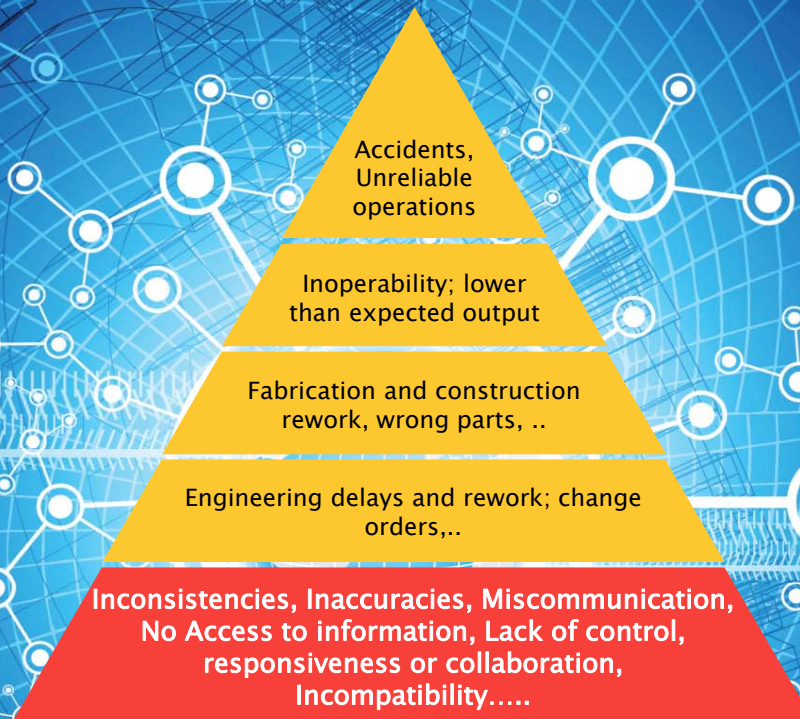 Accidents,
Unreliable
operations
Inoperability; lower
than expected output
Fabrication and construction
rework, wrong parts, ..
Engineering delays and rework; change
orders,..
Inconsistencies, Inaccuracies, Miscommunication,
No Access to information, Lack of control,
responsiveness or collaboration,
Incompatibility…..